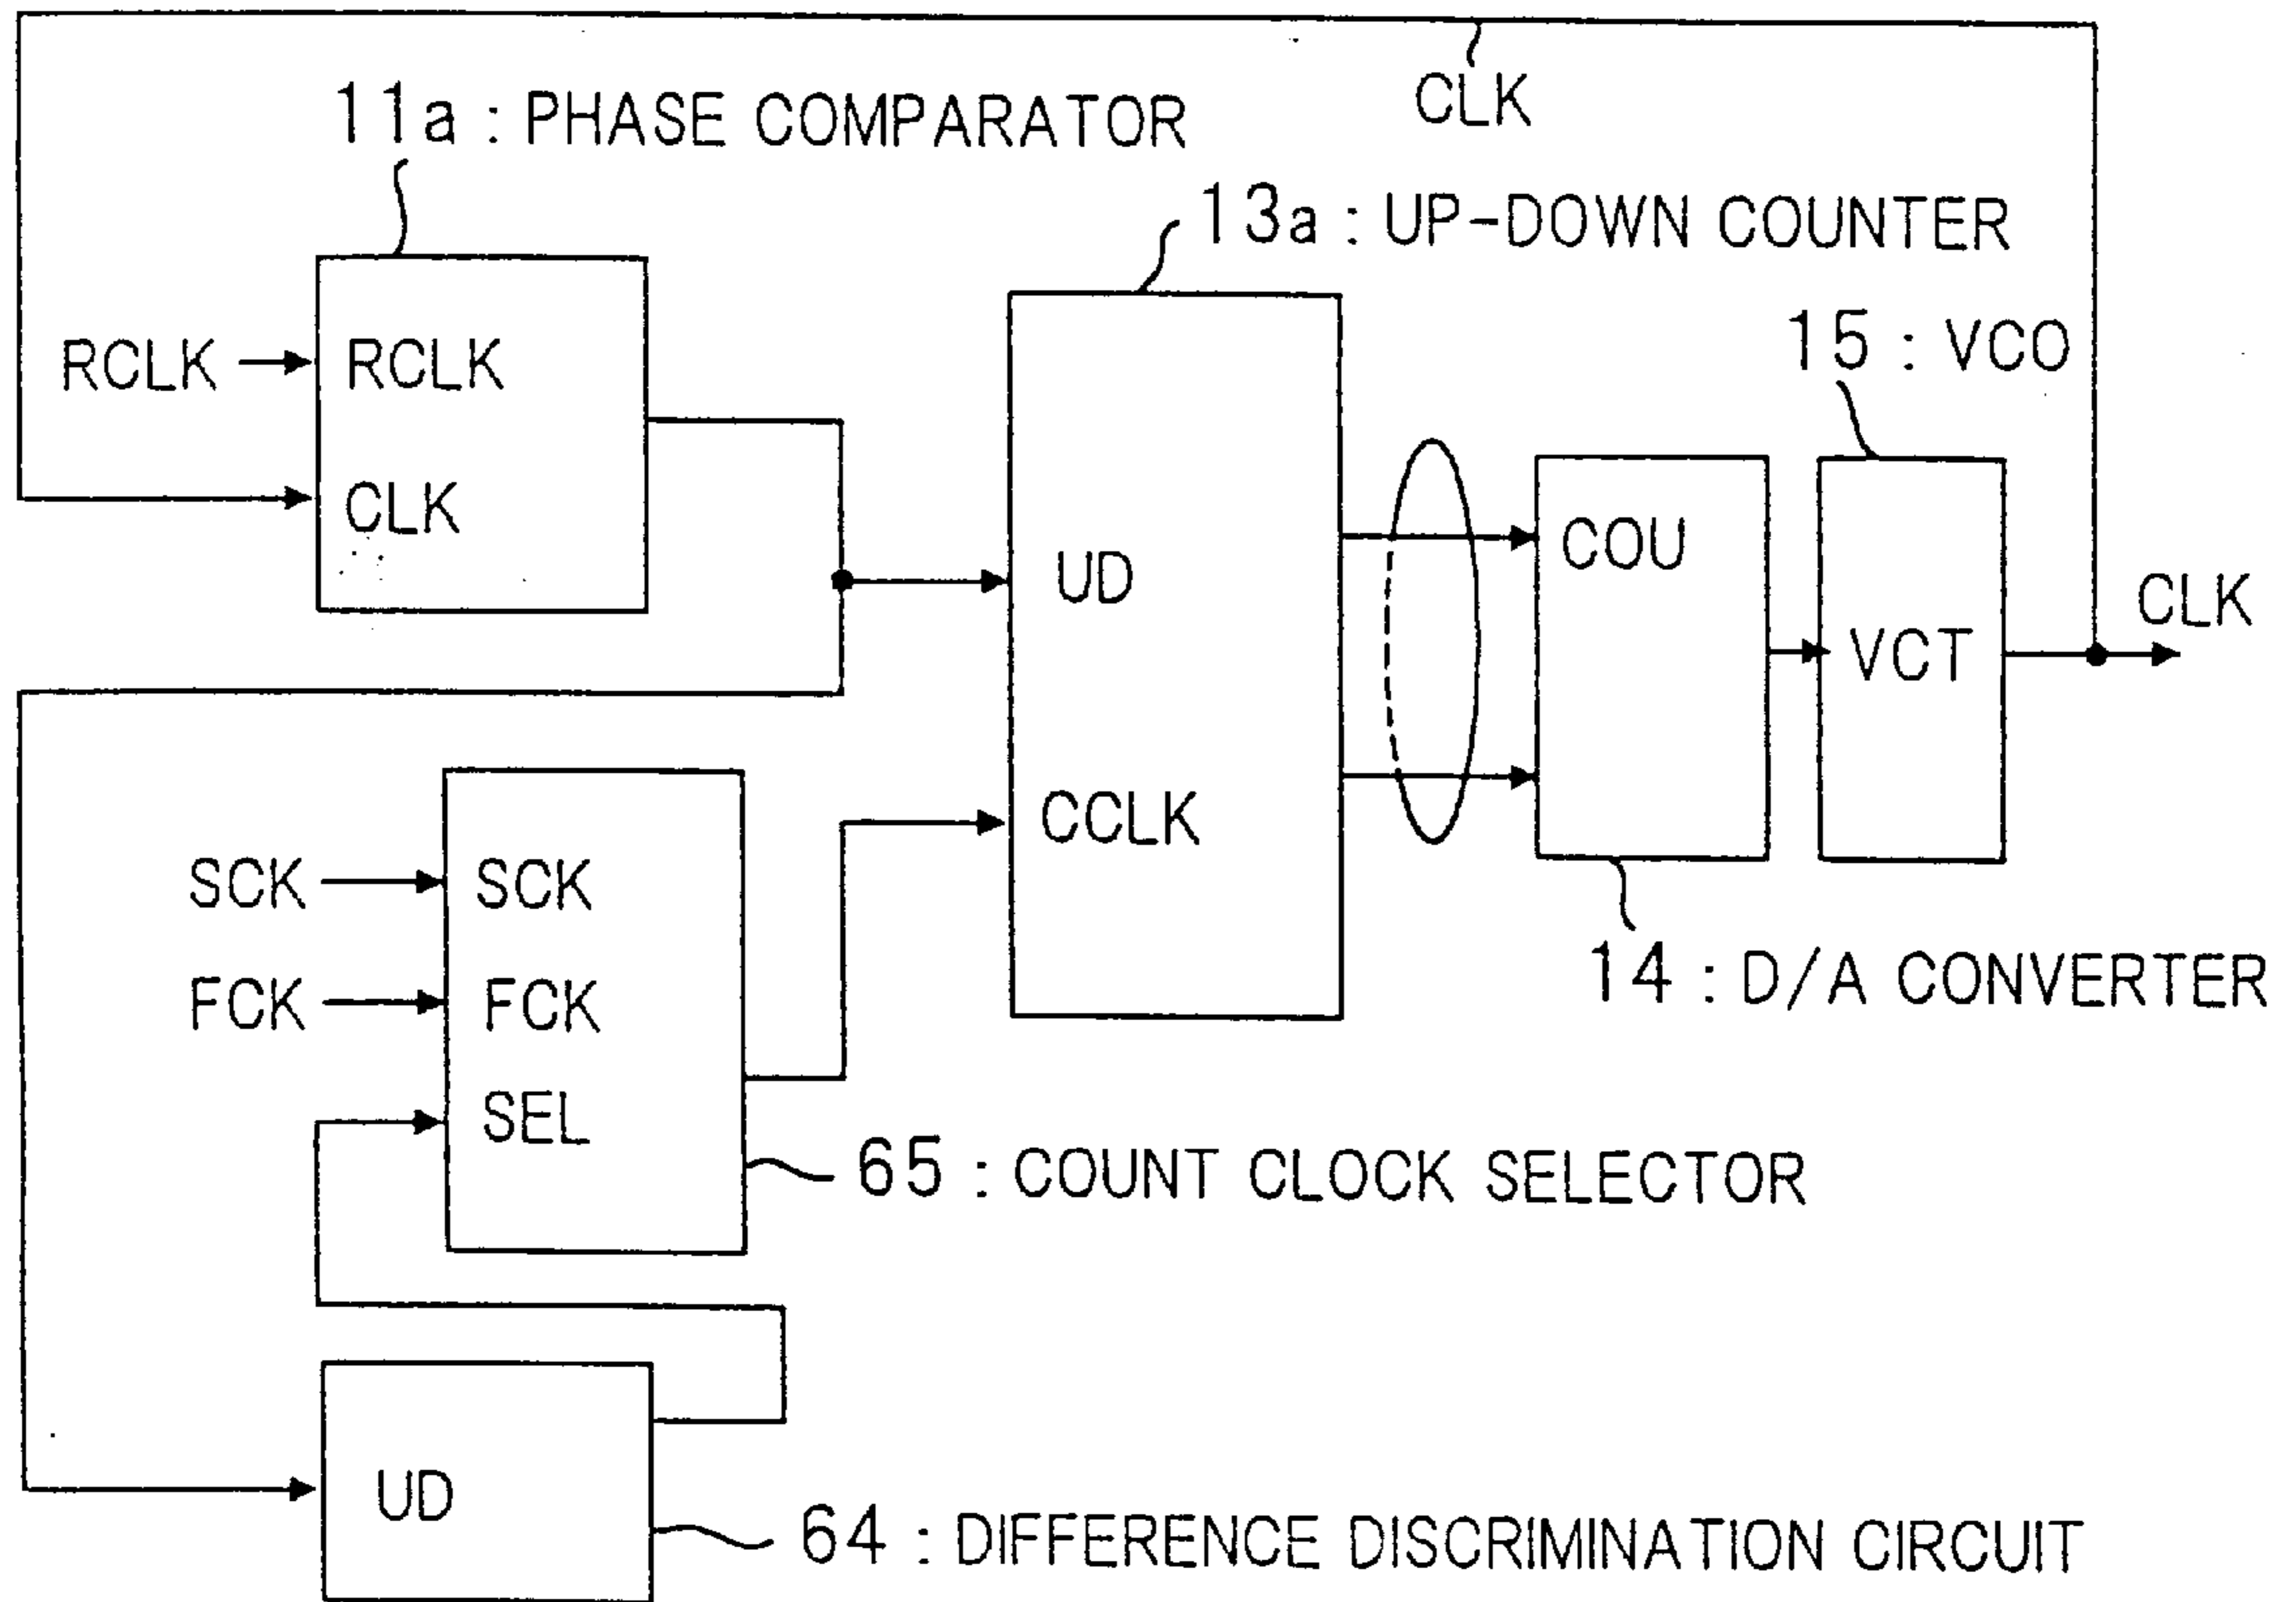 CLK
11a : PHASE COMPARATOR
13a : UP-DOWN COUNTER
15 : VCO
RCLK
RCLK
CLK
UD
CCLK
COU
VCT
CLK
14 : D/A CONVERTER
SCK
SCK
FCK
FCK
SEL
65 : COUNT CLOCK SELECTOR
UD
64 : DIFFERENCE DISCRIMINATION CIRCUIT